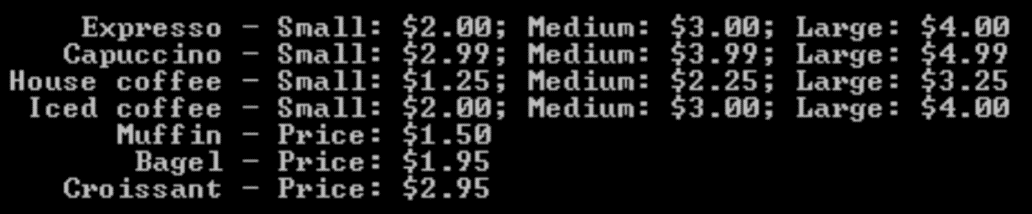 Expresso - Small: $2.00; Medium: $3.00; Large: $4.00
Capuccino - Small: $2.99; Medium: $3.99; Large: $4.99
House coffee - Small: $1.25; Medium: $2.25; Large: $3.25
Iced coffee - Small: $2.00; Medium: $3.00; Large: $4.00
Muffin - Price: $1.50
Bagel - Price: $1.95
Croissant - Price: $2.95